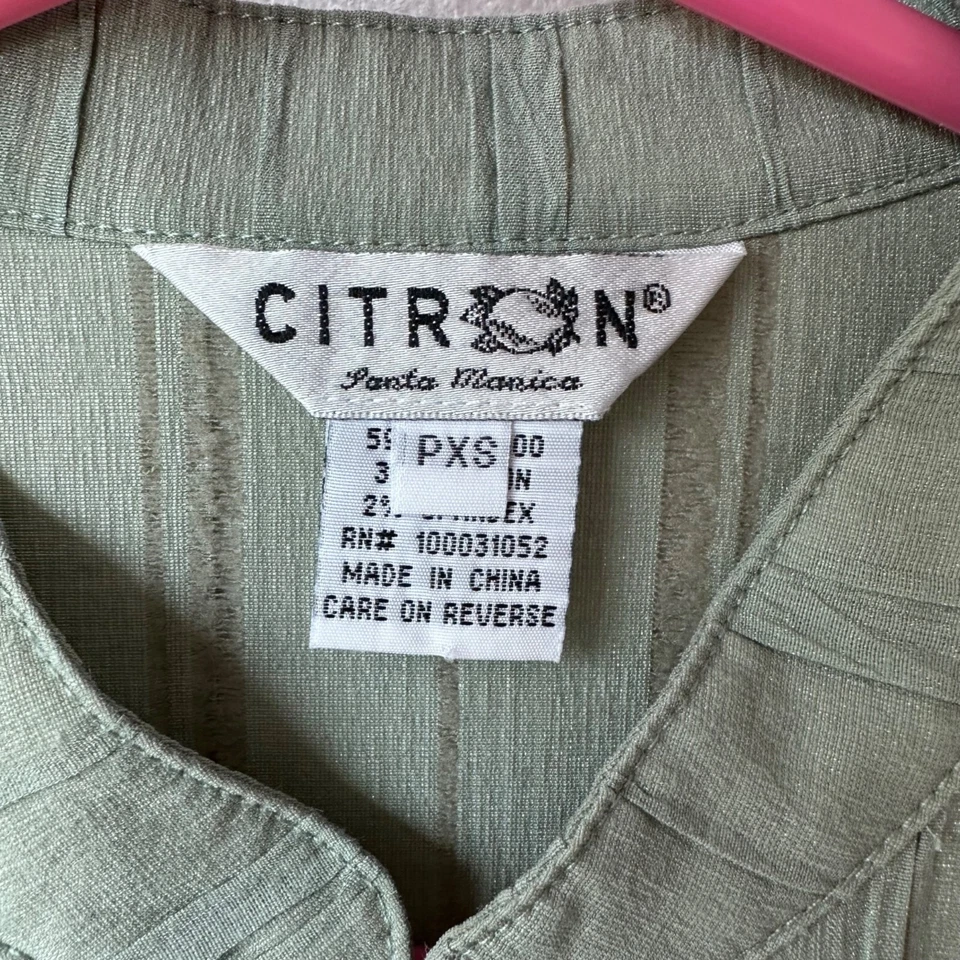 CITRON®
Santa Monica
PXS
RN# 100031052
MADE IN CHINA
CARE ON REVERSE